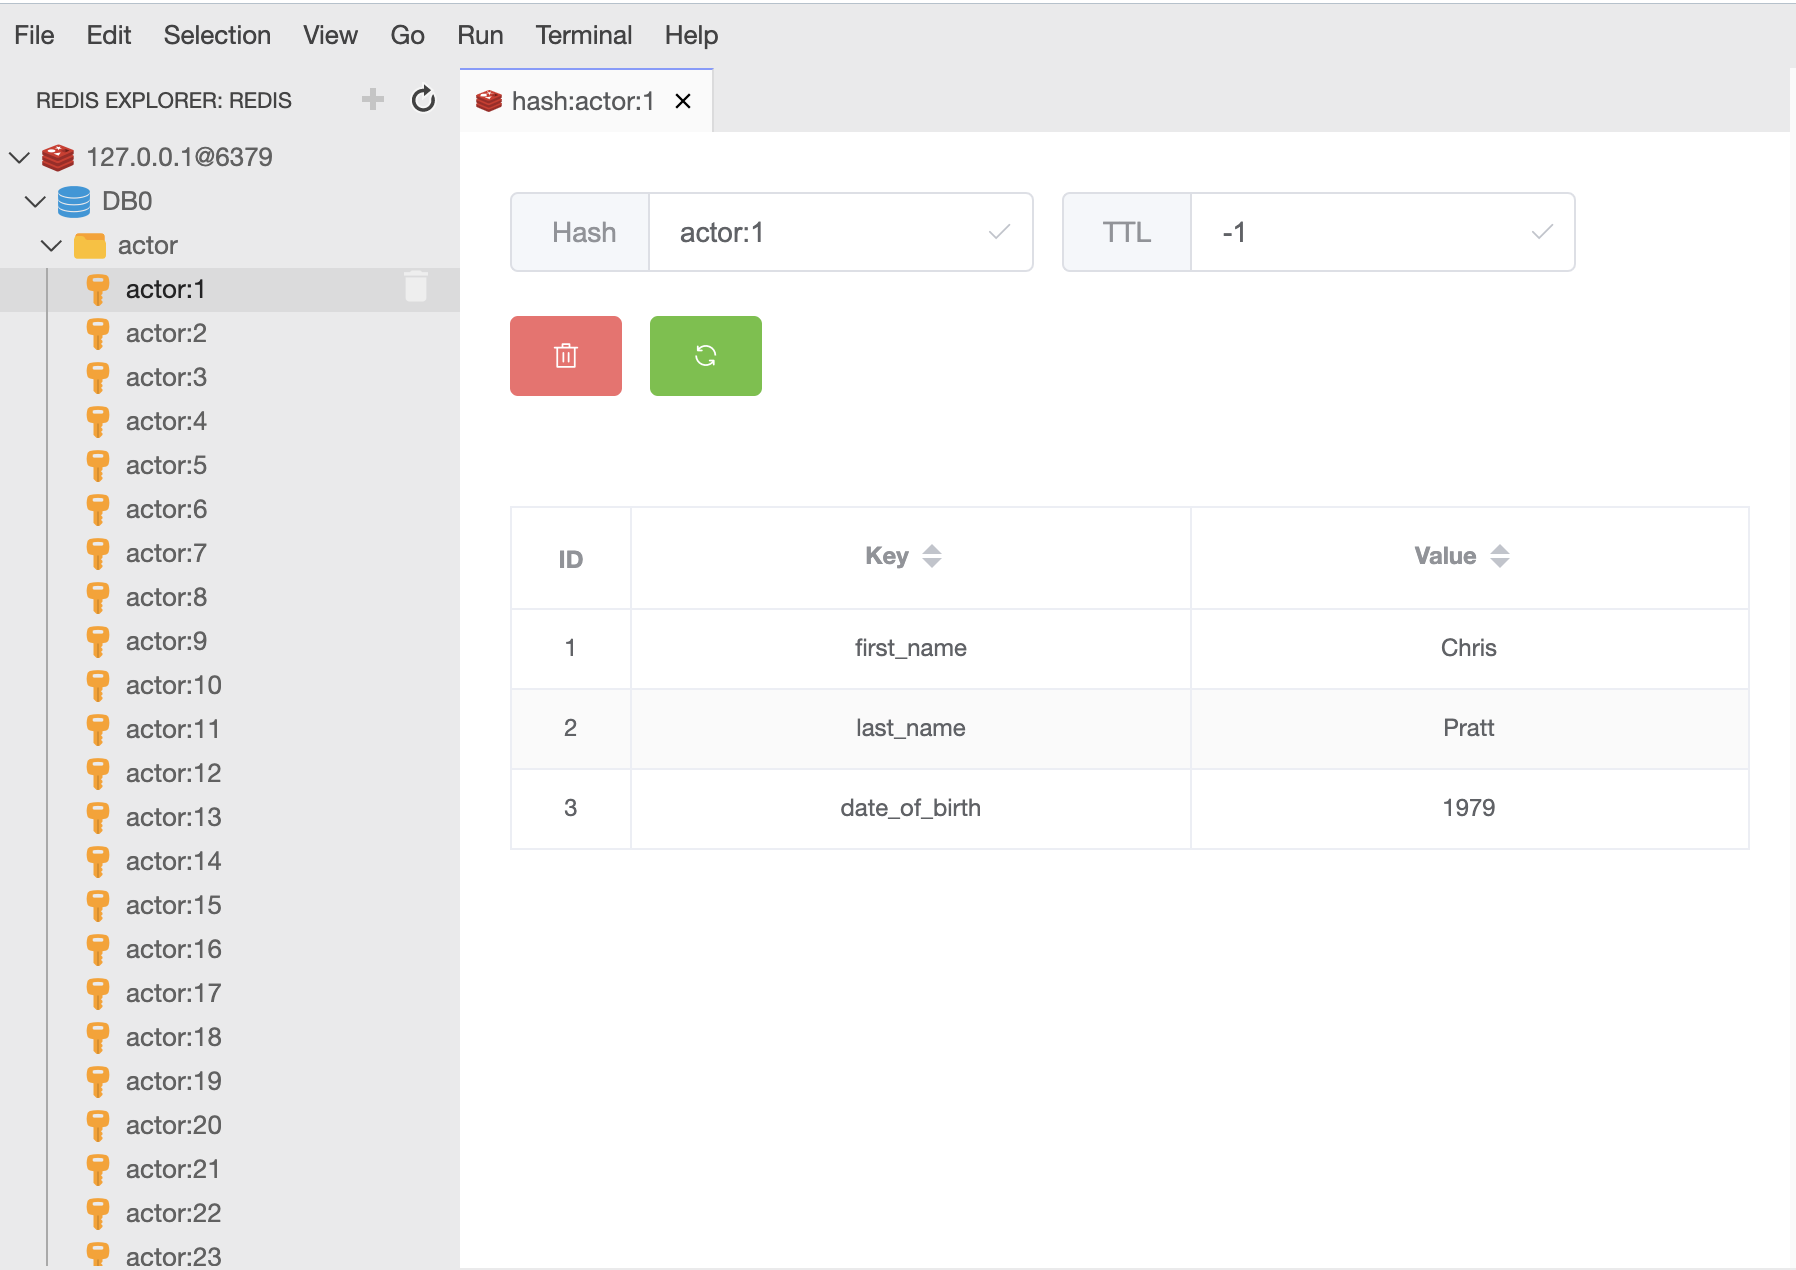 File Edit Selection View Go Run Terminal Help
REDIS EXPLORER: REDIS
hash:actor:1
127.0.0.1@6379
DB0
actor
actor:1
actor:2
actor:3
actor:4
actor:5
actor:6
actor:7
actor:8
actor:9
actor:10
actor:11
actor:12
actor:13
actor:14
actor:15
actor:16
actor:17
actor:18
actor:19
actor:20
actor:21
actor:22
actor:23
Hash actor:1 TTL -1
ID Key Value
1 first_name Chris
2 last_name Pratt
3 date_of_birth 1979